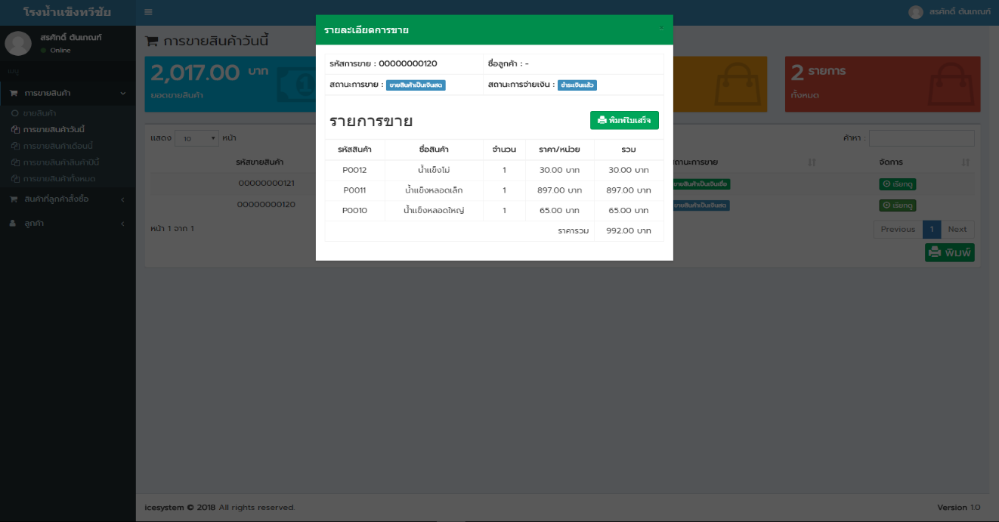 โรงน้ำแข็งทวีชัย
สรศักดิ์ ตันเกณฑ์
สรศักดิ์ ตันเกณฑ์
Online
เมนู
การขายสินค้า
ขายสินค้า
การขายสินค้าวันนี้
การขายสินค้าเดือนนี้
การขายสินค้าสินค้าปีนี้
การขายสินค้าทั้งหมด
สินค้าที่ลูกค้าสั่งซื้อ
ลูกค้า
การขายสินค้าวันนี้
2,017.00 บาท
ยอดขายสินค้า
2 รายการ
ทั้งหมด
แสดง 10 หน้า
ค้าหา :
รหัสขายสินค้า
สถานะการขาย
จัดการ
00000000121
ขายสินค้าเป็นเงินเชื่อ
เรียกดู
00000000120
ขายสินค้าเป็นเงินสด
เรียกดู
หน้า 1 จาก 1
Previous 1 Next
พิมพ์
รายละเอียดการขาย
รหัสการขาย : 00000000120 ชื่อลูกค้า : -
สถานะการขาย : ขายสินค้าเป็นเงินสด สถานะการจ่ายเงิน : ชำระเงินแล้ว
รายการขาย
พิมพ์ใบเสร็จ
รหัสสินค้า ชื่อสินค้า จำนวน ราคา/หน่วย รวม
P0012 น้ำแข็งโม่ 1 30.00 บาท 30.00 บาท
P0011 น้ำแข็งหลอดเล็ก 1 897.00 บาท 897.00 บาท
P0010 น้ำแข็งหลอดใหญ่ 1 65.00 บาท 65.00 บาท
ราคารวม 992.00 บาท
icesystem © 2018 All rights reserved.
Version 1.0